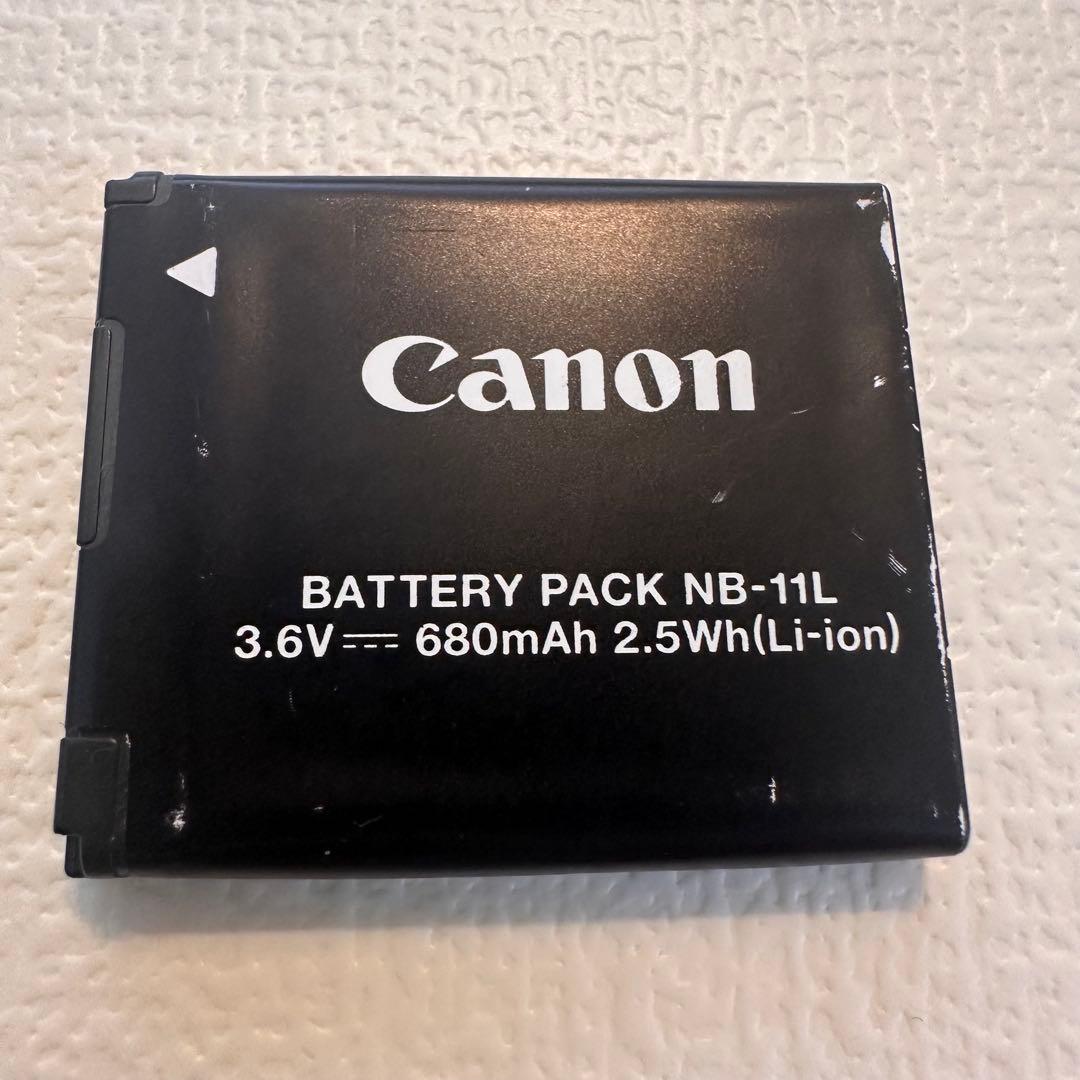 Canon
BATTERY PACK NB-11L
3.6V⎓ 680mAh 2.5Wh(Li-ion)